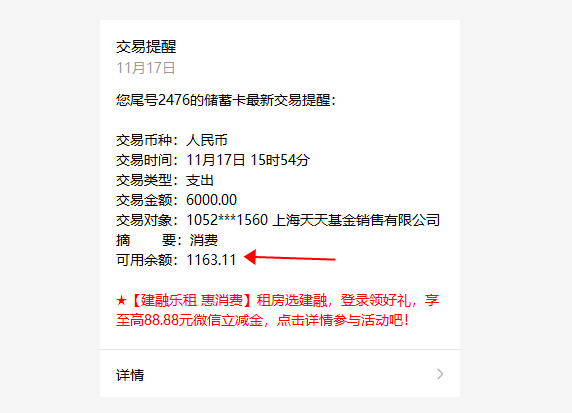 交易提醒
11月17日
您尾号2476的储蓄卡最新交易提醒：
交易币种：人民币
交易时间：11月17日 15时54分
交易类型：支出
交易金额：6000.00
交易对象：1052***1560 上海天天基金销售有限公司
摘　　要：消费
可用余额：1163.11
★【建融乐租 惠消费】租房选建融，登录领好礼，享
至高88.88元微信立减金，点击详情参与活动吧！
详情